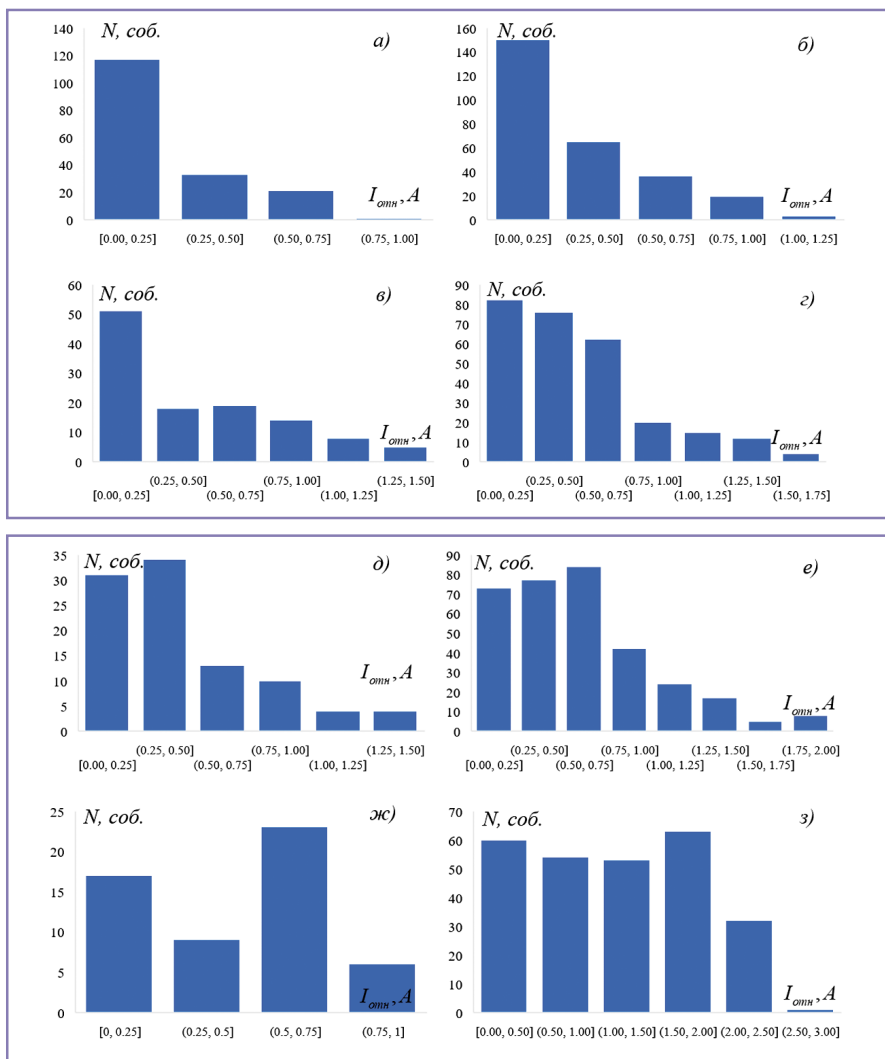 N, соб.
а)
140
120
100
80
60
40
20
0
I_отн, А
[0.00, 0.25] (0.25, 0.50] (0.50, 0.75] (0.75, 1.00]
N, соб.
б)
160
140
120
100
80
60
40
20
0
I_отн, А
[0.00, 0.25] (0.25, 0.50] (0.50, 0.75] (0.75, 1.00] (1.00, 1.25]
N, соб.
в)
60
50
40
30
20
10
0
I_отн, А
(0.25, 0.50] (0.75, 1.00] (1.25, 1.50]
[0.00, 0.25] (0.50, 0.75] (1.00, 1.25]
N, соб.
г)
90
80
70
60
50
40
30
20
10
0
I_отн, А
(0.25, 0.50] (0.75, 1.00] (1.25, 1.50]
[0.00, 0.25] (0.50, 0.75] (1.00, 1.25] (1.50, 1.75]
N, соб.
д)
35
30
25
20
15
10
5
0
I_отн, А
(0.25, 0.50] (0.75, 1.00] (1.25, 1.50]
[0.00, 0.25] (0.50, 0.75] (1.00, 1.25]
N, соб.
е)
90
80
70
60
50
40
30
20
10
0
I_отн, А
(0.25, 0.50] (0.75, 1.00] (1.25, 1.50] (1.75, 2.00]
[0.00, 0.25] (0.50, 0.75] (1.00, 1.25] (1.50, 1.75]
N, соб.
ж)
25
20
15
10
5
0
I_отн, А
[0, 0.25] (0.25, 0.5] (0.5, 0.75] (0.75, 1]
N, соб.
з)
70
60
50
40
30
20
10
0
I_отн, А
[0.00, 0.50] (0.50, 1.00] (1.00, 1.50] (1.50, 2.00] (2.00, 2.50] (2.50, 3.00]